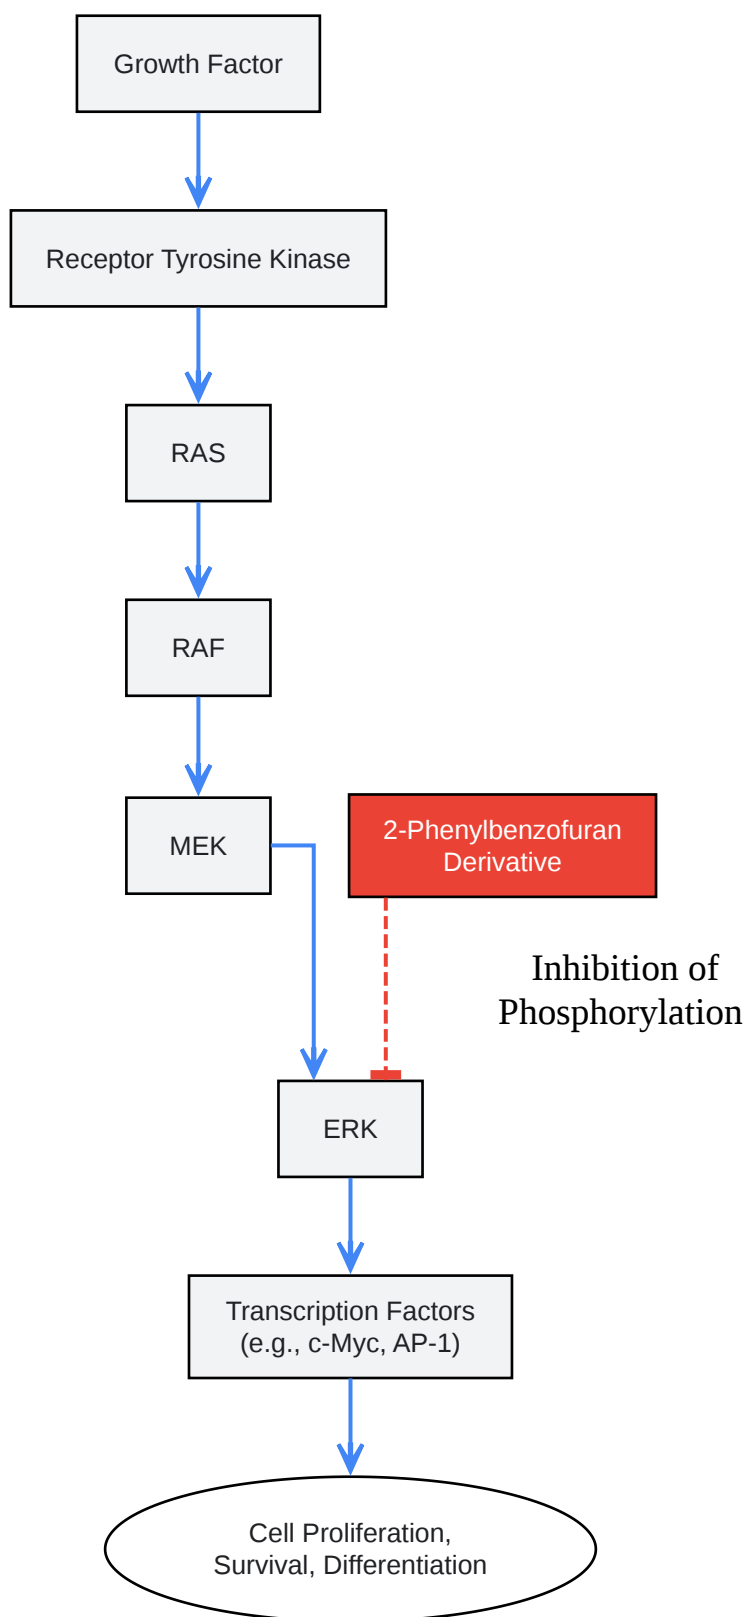 Growth Factor
Receptor Tyrosine Kinase
RAS
RAF
MEK
2-Phenylbenzofuran
Derivative
Inhibition of
Phosphorylation
ERK
Transcription Factors
(e.g., c-Myc, AP-1)
Cell Proliferation,
Survival, Differentiation